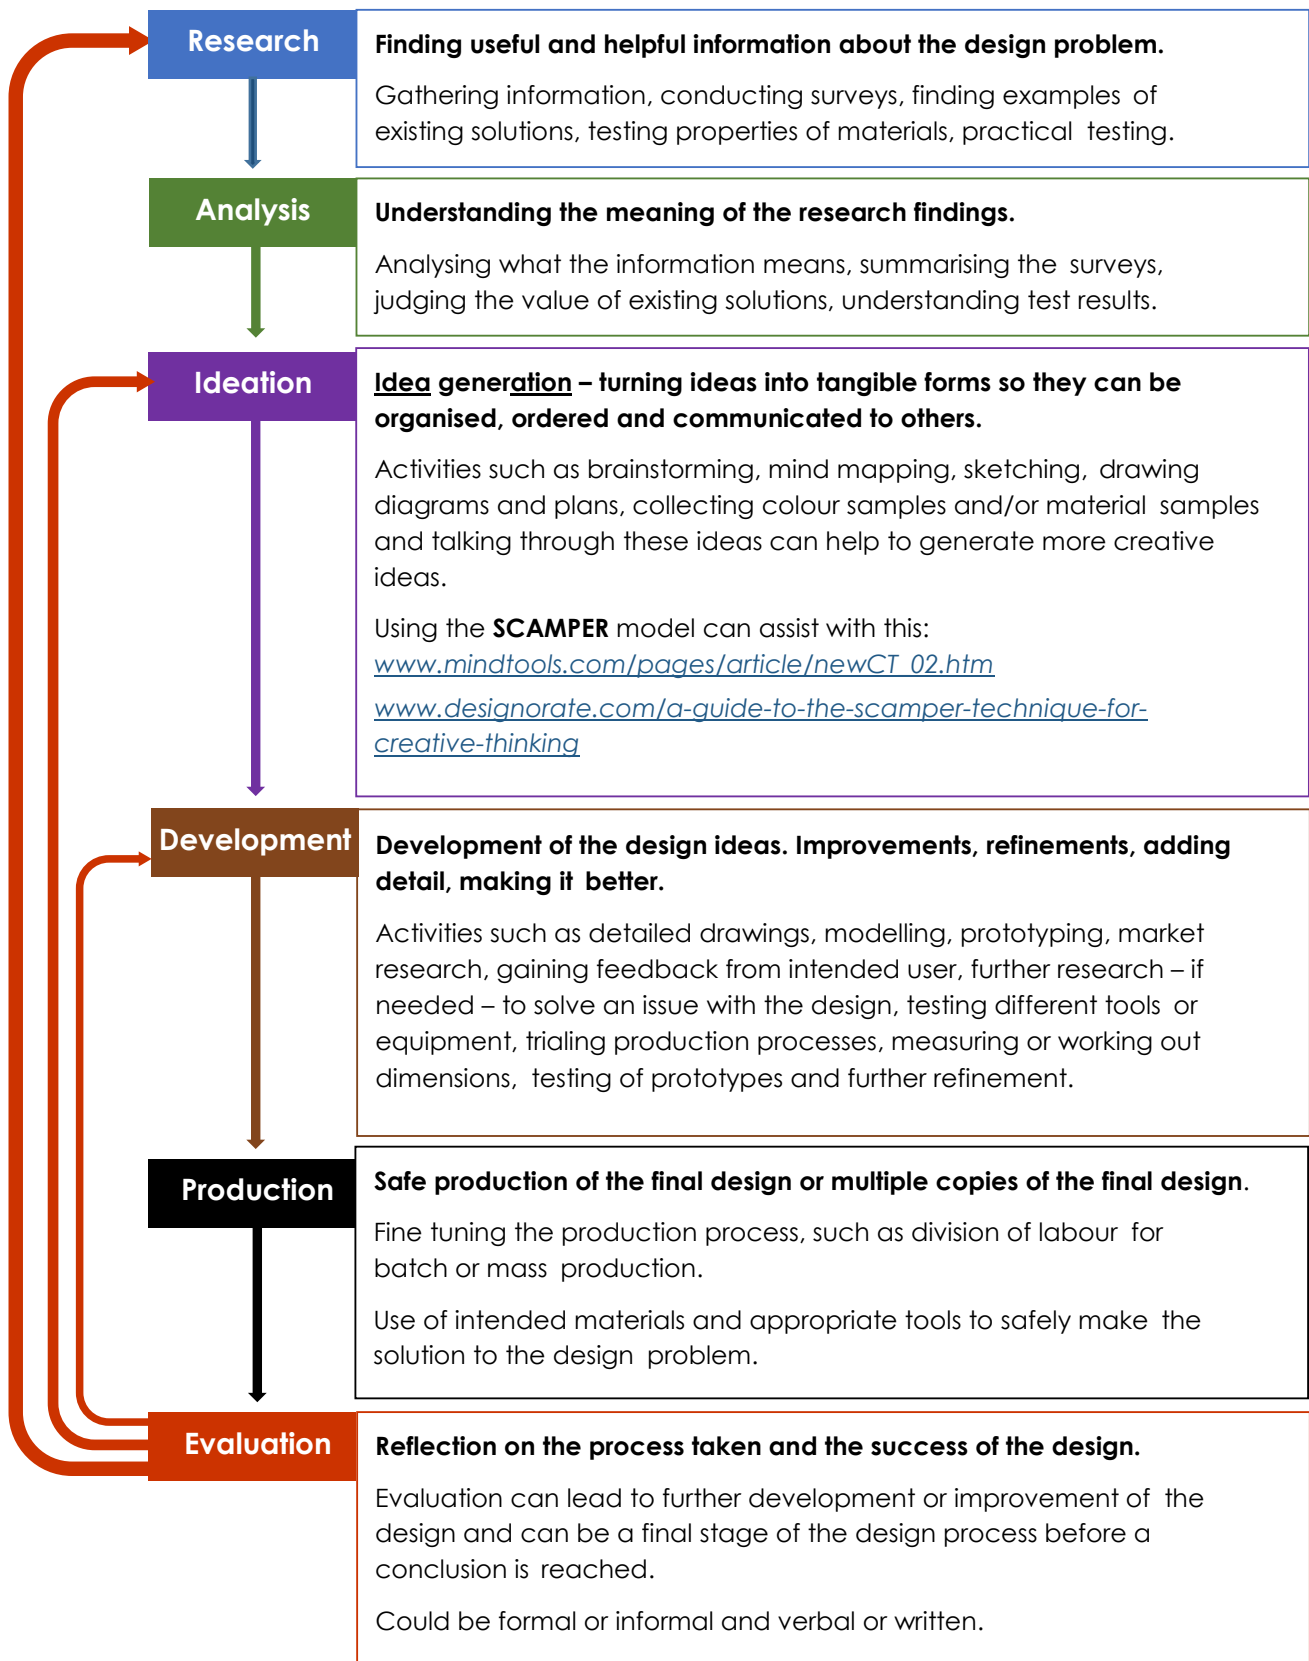 Research
Finding useful and helpful information about the design problem.
Gathering information, conducting surveys, finding examples of
existing solutions, testing properties of materials, practical testing.
Analysis
Understanding the meaning of the research findings.
Analysing what the information means, summarising the surveys,
judging the value of existing solutions, understanding test results.
Ideation
Idea generation – turning ideas into tangible forms so they can be
organised, ordered and communicated to others.
Activities such as brainstorming, mind mapping, sketching, drawing
diagrams and plans, collecting colour samples and/or material samples
and talking through these ideas can help to generate more creative
ideas.
Using the SCAMPER model can assist with this:
www.mindtools.com/pages/article/newCT_02.htm
www.designorate.com/a-guide-to-the-scamper-technique-for-
creative-thinking
Development
Development of the design ideas. Improvements, refinements, adding
detail, making it better.
Activities such as detailed drawings, modelling, prototyping, market
research, gaining feedback from intended user, further research – if
needed – to solve an issue with the design, testing different tools or
equipment, trialing production processes, measuring or working out
dimensions, testing of prototypes and further refinement.
Production
Safe production of the final design or multiple copies of the final design.
Fine tuning the production process, such as division of labour for
batch or mass production.
Use of intended materials and appropriate tools to safely make the
solution to the design problem.
Evaluation
Reflection on the process taken and the success of the design.
Evaluation can lead to further development or improvement of the
design and can be a final stage of the design process before a
conclusion is reached.
Could be formal or informal and verbal or written.